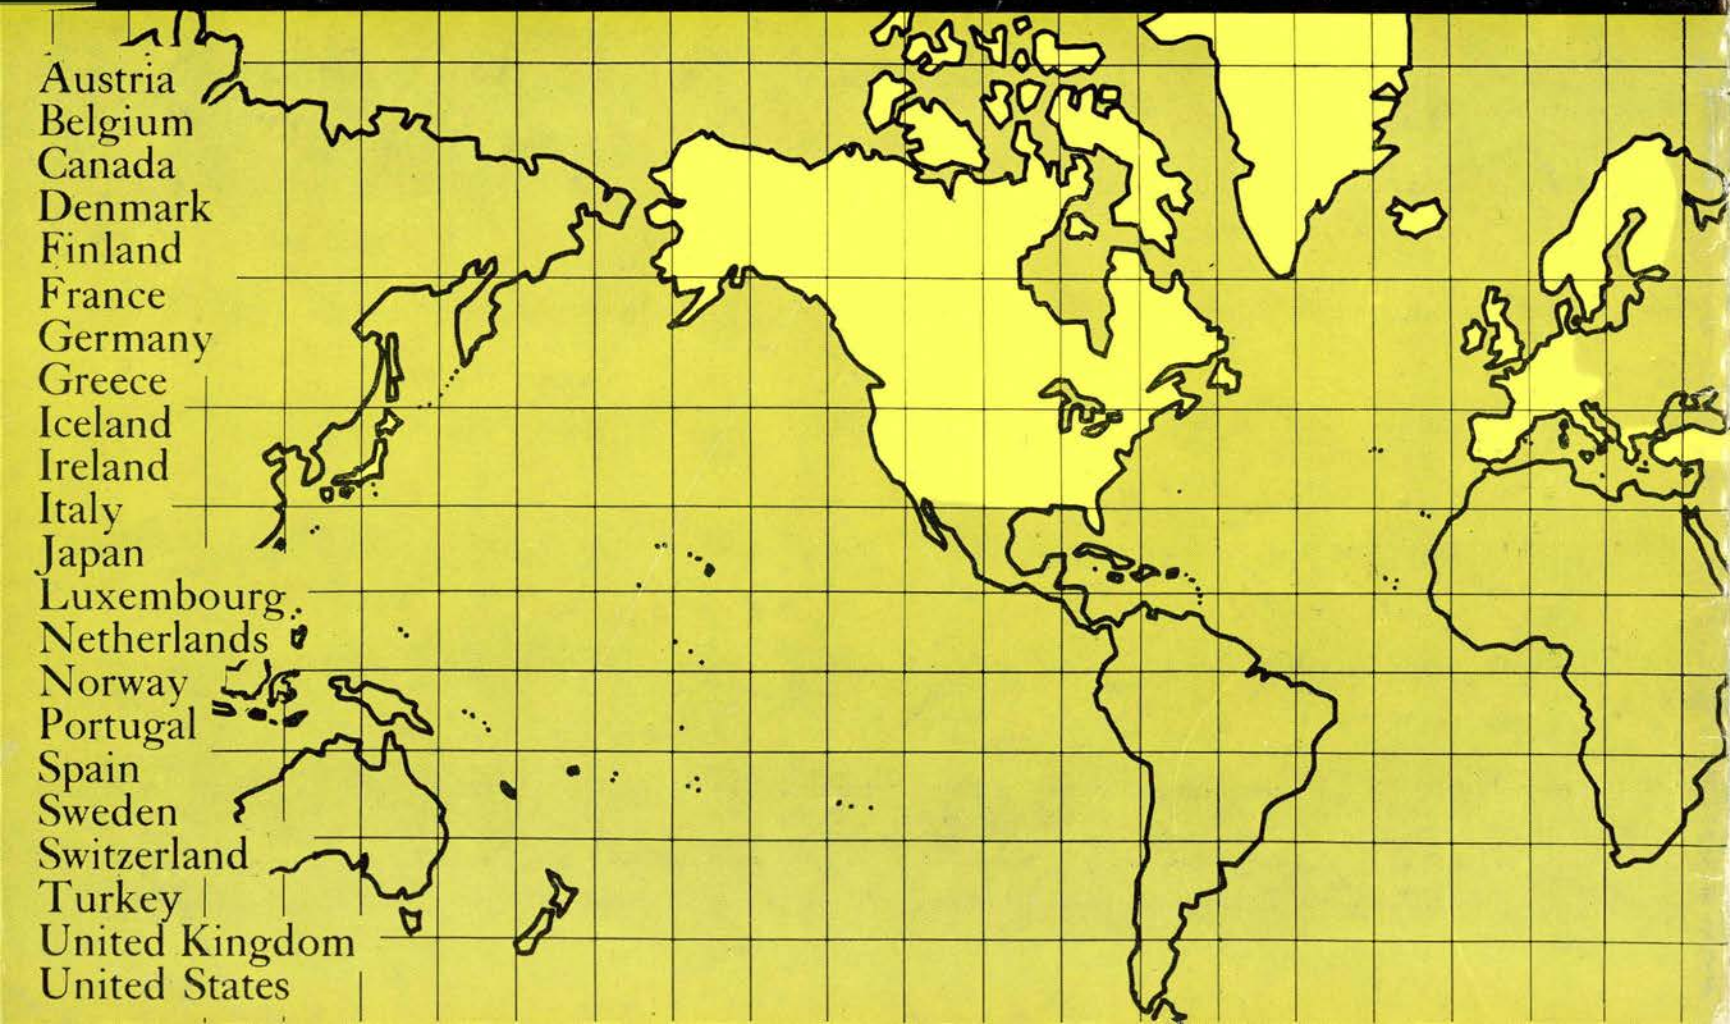 Austria
Belgium
Canada
Denmark
Finland
France
Germany
Greece
Iceland
Ireland
Italy
Japan
Luxembourg
Netherlands
Norway
Portugal
Spain
Sweden
Switzerland
Turkey
United Kingdom
United States